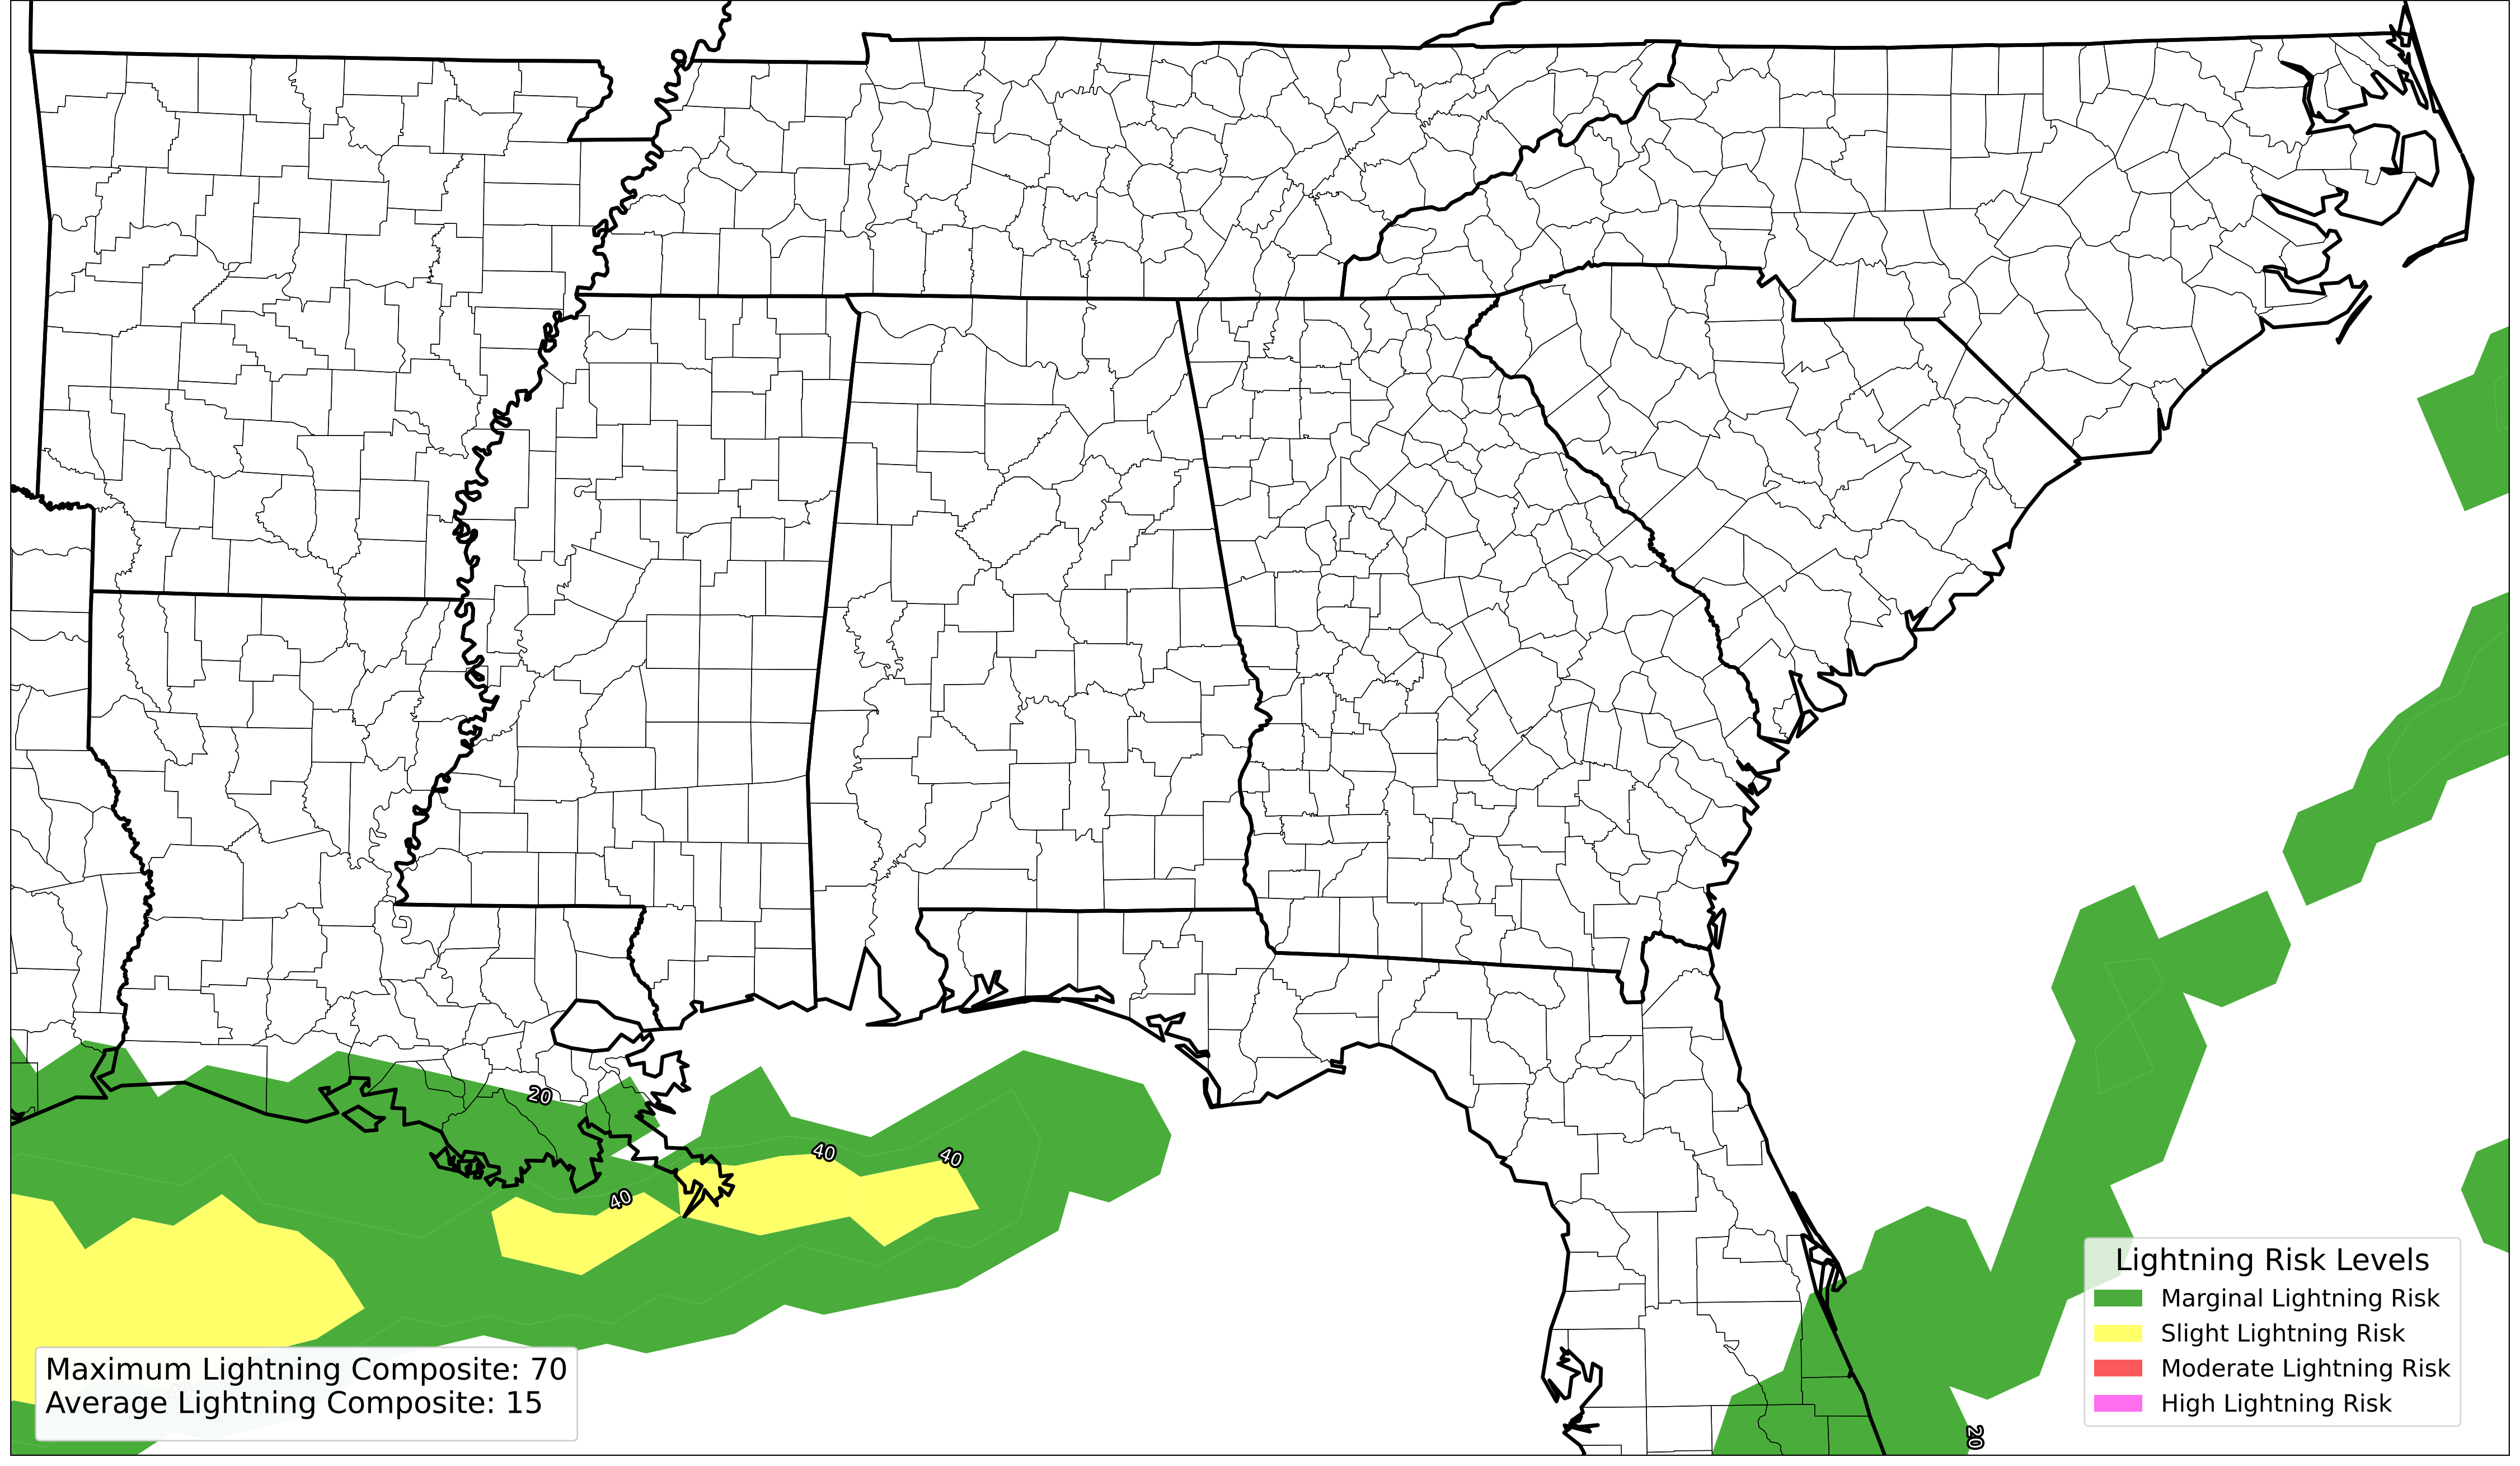 20
40
40
40
Lightning Risk Levels
Marginal Lightning Risk
Slight Lightning Risk
Moderate Lightning Risk
High Lightning Risk
Maximum Lightning Composite: 70
Average Lightning Composite: 15
20